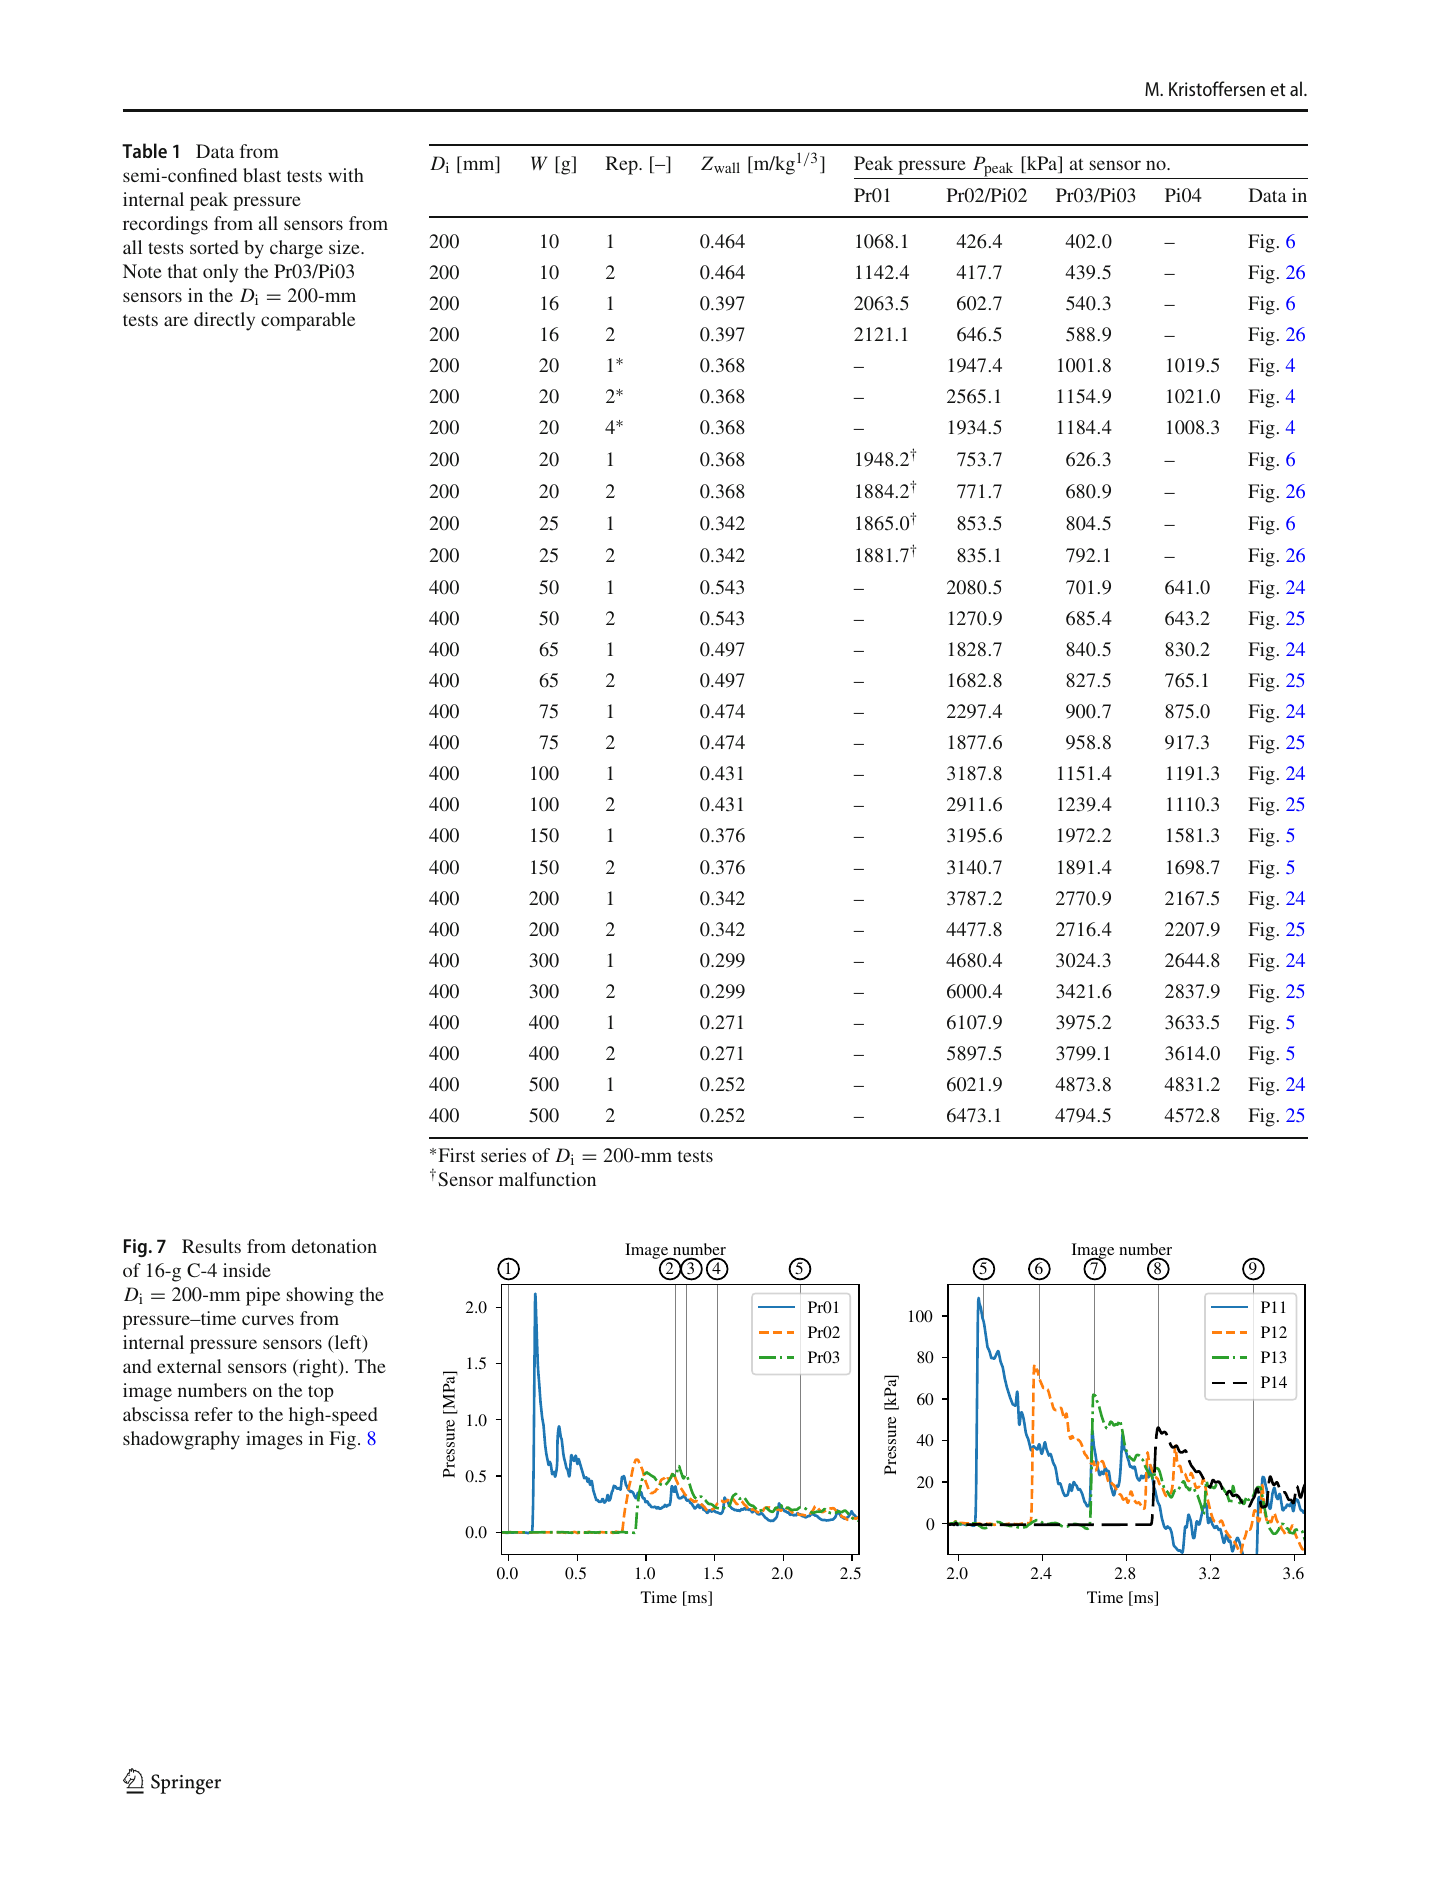 M. Kristoffersen et al.
Table 1 Data from
semi-confined blast tests with
internal peak pressure
recordings from all sensors from
all tests sorted by charge size.
Note that only the Pr03/Pi03
sensors in the Di = 200-mm
tests are directly comparable
Di [mm] W [g] Rep. [–] Zwall [m/kg^1/3] Peak pressure Ppeak [kPa] at sensor no.
Pr01 Pr02/Pi02 Pr03/Pi03 Pi04 Data in
200 10 1 0.464 1068.1 426.4 402.0 – Fig. 6
200 10 2 0.464 1142.4 417.7 439.5 – Fig. 26
200 16 1 0.397 2063.5 602.7 540.3 – Fig. 6
200 16 2 0.397 2121.1 646.5 588.9 – Fig. 26
200 20 1* 0.368 – 1947.4 1001.8 1019.5 Fig. 4
200 20 2* 0.368 – 2565.1 1154.9 1021.0 Fig. 4
200 20 4* 0.368 – 1934.5 1184.4 1008.3 Fig. 4
200 20 1 0.368 1948.2† 753.7 626.3 – Fig. 6
200 20 2 0.368 1884.2† 771.7 680.9 – Fig. 26
200 25 1 0.342 1865.0† 853.5 804.5 – Fig. 6
200 25 2 0.342 1881.7† 835.1 792.1 – Fig. 26
400 50 1 0.543 – 2080.5 701.9 641.0 Fig. 24
400 50 2 0.543 – 1270.9 685.4 643.2 Fig. 25
400 65 1 0.497 – 1828.7 840.5 830.2 Fig. 24
400 65 2 0.497 – 1682.8 827.5 765.1 Fig. 25
400 75 1 0.474 – 2297.4 900.7 875.0 Fig. 24
400 75 2 0.474 – 1877.6 958.8 917.3 Fig. 25
400 100 1 0.431 – 3187.8 1151.4 1191.3 Fig. 24
400 100 2 0.431 – 2911.6 1239.4 1110.3 Fig. 25
400 150 1 0.376 – 3195.6 1972.2 1581.3 Fig. 5
400 150 2 0.376 – 3140.7 1891.4 1698.7 Fig. 5
400 200 1 0.342 – 3787.2 2770.9 2167.5 Fig. 24
400 200 2 0.342 – 4477.8 2716.4 2207.9 Fig. 25
400 300 1 0.299 – 4680.4 3024.3 2644.8 Fig. 24
400 300 2 0.299 – 6000.4 3421.6 2837.9 Fig. 25
400 400 1 0.271 – 6107.9 3975.2 3633.5 Fig. 5
400 400 2 0.271 – 5897.5 3799.1 3614.0 Fig. 5
400 500 1 0.252 – 6021.9 4873.8 4831.2 Fig. 24
400 500 2 0.252 – 6473.1 4794.5 4572.8 Fig. 25
*First series of Di = 200-mm tests
†Sensor malfunction
Fig. 7 Results from detonation
of 16-g C-4 inside
Di = 200-mm pipe showing the
pressure–time curves from
internal pressure sensors (left)
and external sensors (right). The
image numbers on the top
abscissa refer to the high-speed
shadowgraphy images in Fig. 8
Image number
1 2 3 4 5
Pr01
Pr02
Pr03
Pressure [MPa]
2.0
1.5
1.0
0.5
0.0
0.0 0.5 1.0 1.5 2.0 2.5
Time [ms]
Image number
5 6 7 8 9
P11
P12
P13
P14
Pressure [kPa]
100
80
60
40
20
0
2.0 2.4 2.8 3.2 3.6
Time [ms]
Springer